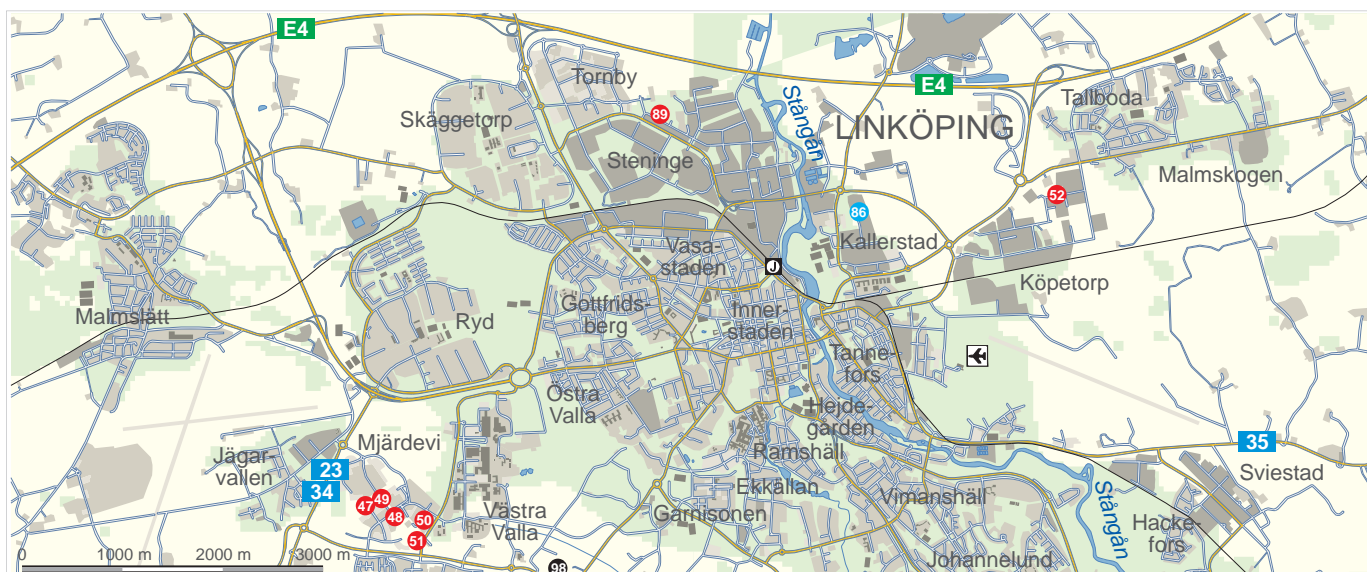 E4
Tornby
E4
Stångån
Tallboda
Skäggetorp
89
LINKÖPING
Steninge
Malmskogen
52
86
Kallerstad
Vasa-
staden
J
Köpetorp
Malmslätt
Ryd
Gottfrids-
berg
Inner-
staden
Tanne-
fors
Östra
Valla
Hejde-
gården
Mjärdevi
Jägar-
vallen
23
34
Ramshäll
35
Sviestad
Ekkällan
Vimanshäll
Stångån
47
49
48
50
51
Västra
Valla
Garnisonen
Hacke-
fors
Johannelund
98
0
1000 m
2000 m
3000 m